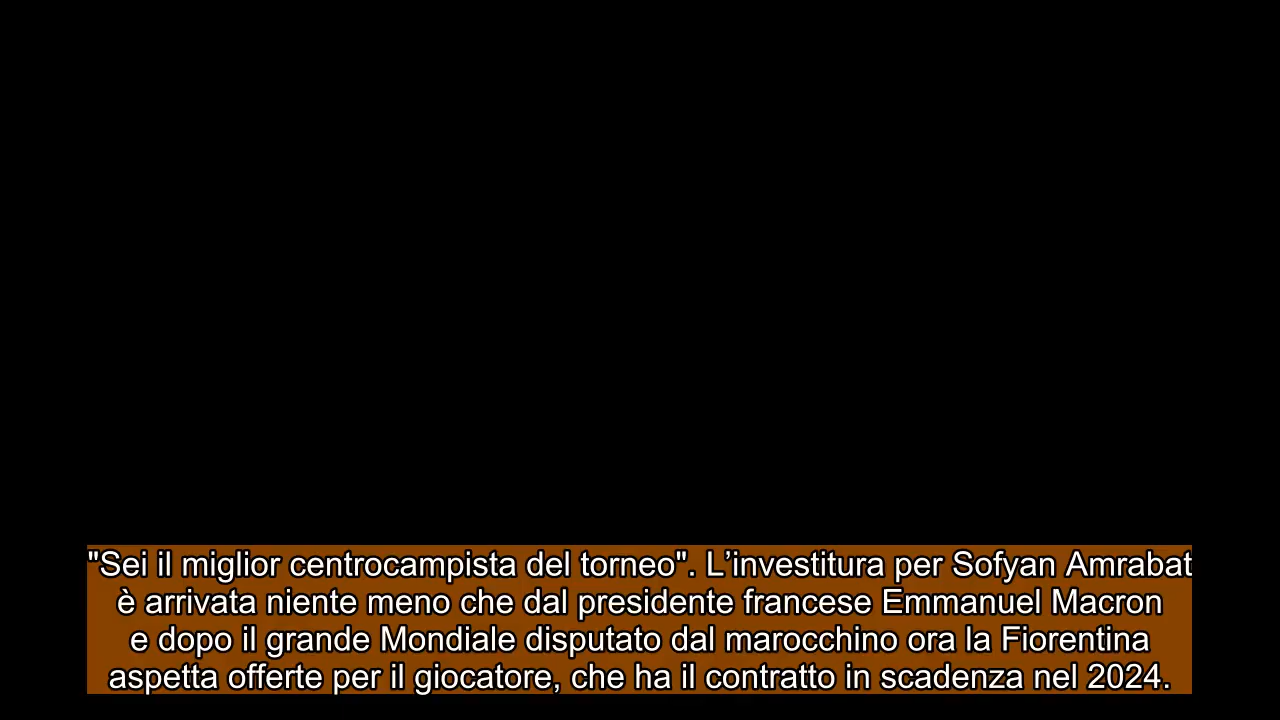 "Sei il miglior centrocampista del torneo". L’investitura per Sofyan Amrabat
è arrivata niente meno che dal presidente francese Emmanuel Macron
e dopo il grande Mondiale disputato dal marocchino ora la Fiorentina
aspetta offerte per il giocatore, che ha il contratto in scadenza nel 2024.